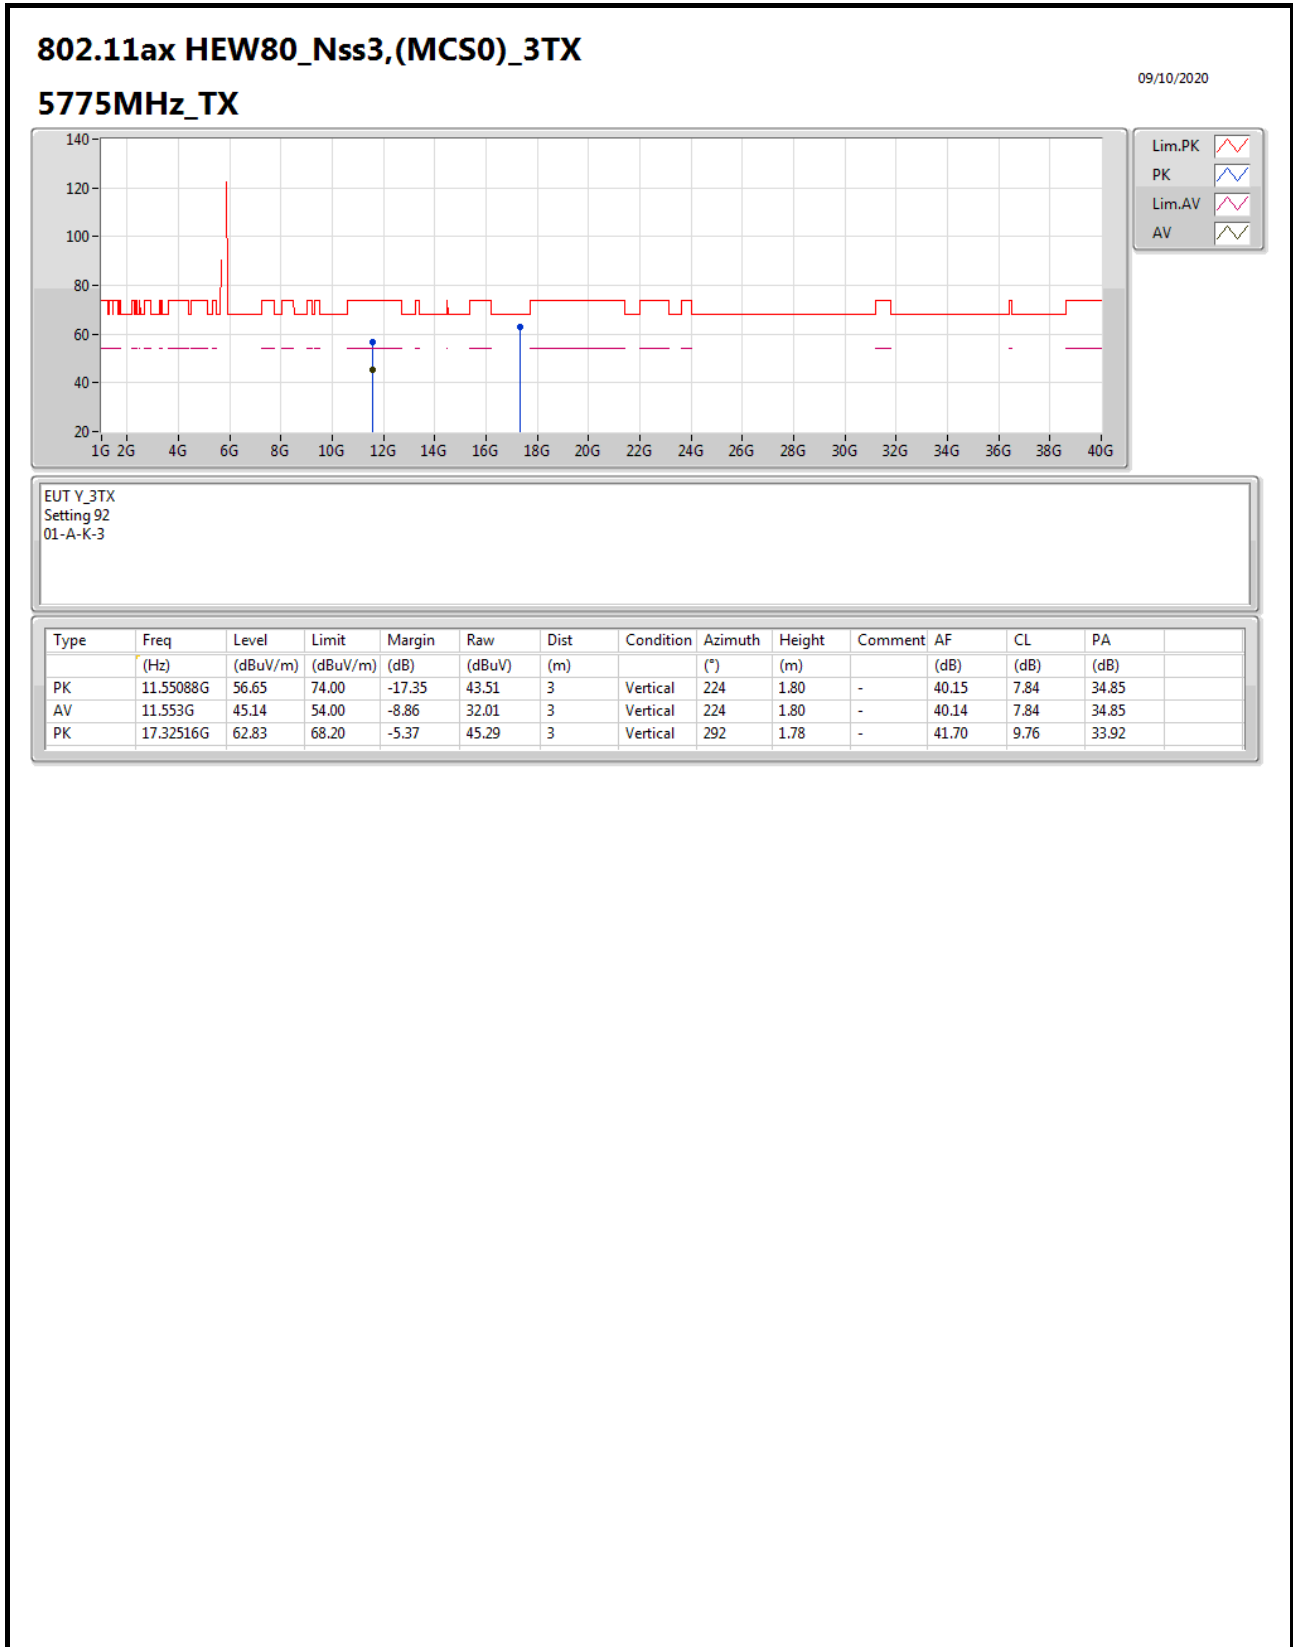 802.11ax HEW80_Nss3,(MCS0)_3TX
09/10/2020
5775MHz_TX
140
120
100
80
60
40
20
1G 2G 4G 6G 8G 10G 12G 14G 16G 18G 20G 22G 24G 26G 28G 30G 32G 34G 36G 38G 40G
Lim.PK
PK
Lim.AV
AV
EUT Y_3TX
Setting 92
01-A-K-3
Type Freq Level Limit Margin Raw Dist Condition Azimuth Height Comment AF CL PA
(Hz) (dBuV/m) (dBuV/m) (dB) (dBuV) (m) (°) (m) (dB) (dB) (dB)
PK 11.55088G 56.65 74.00 -17.35 43.51 3 Vertical 224 1.80 - 40.15 7.84 34.85
AV 11.553G 45.14 54.00 -8.86 32.01 3 Vertical 224 1.80 - 40.14 7.84 34.85
PK 17.32516G 62.83 68.20 -5.37 45.29 3 Vertical 292 1.78 - 41.70 9.76 33.92